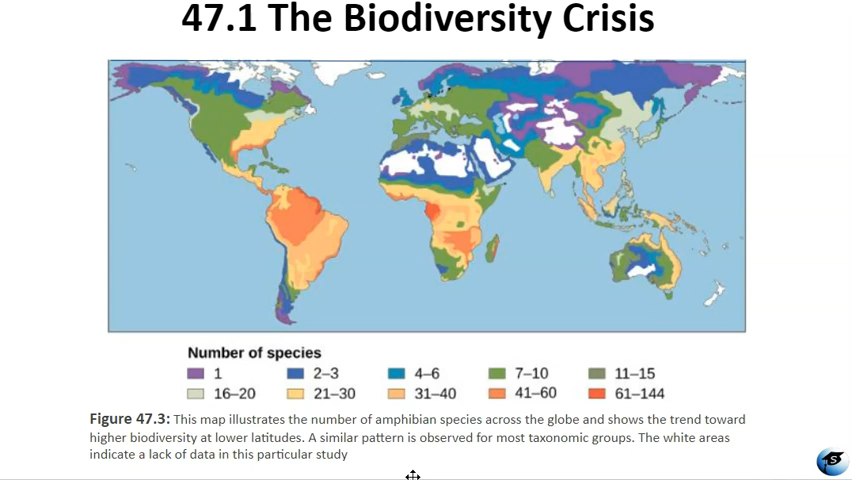 47.1 The Biodiversity Crisis
Number of species
1 2–3 4–6 7–10 11–15
16–20 21–30 31–40 41–60 61–144
Figure 47.3: This map illustrates the number of amphibian species across the globe and shows the trend toward
higher biodiversity at lower latitudes. A similar pattern is observed for most taxonomic groups. The white areas
indicate a lack of data in this particular study
S